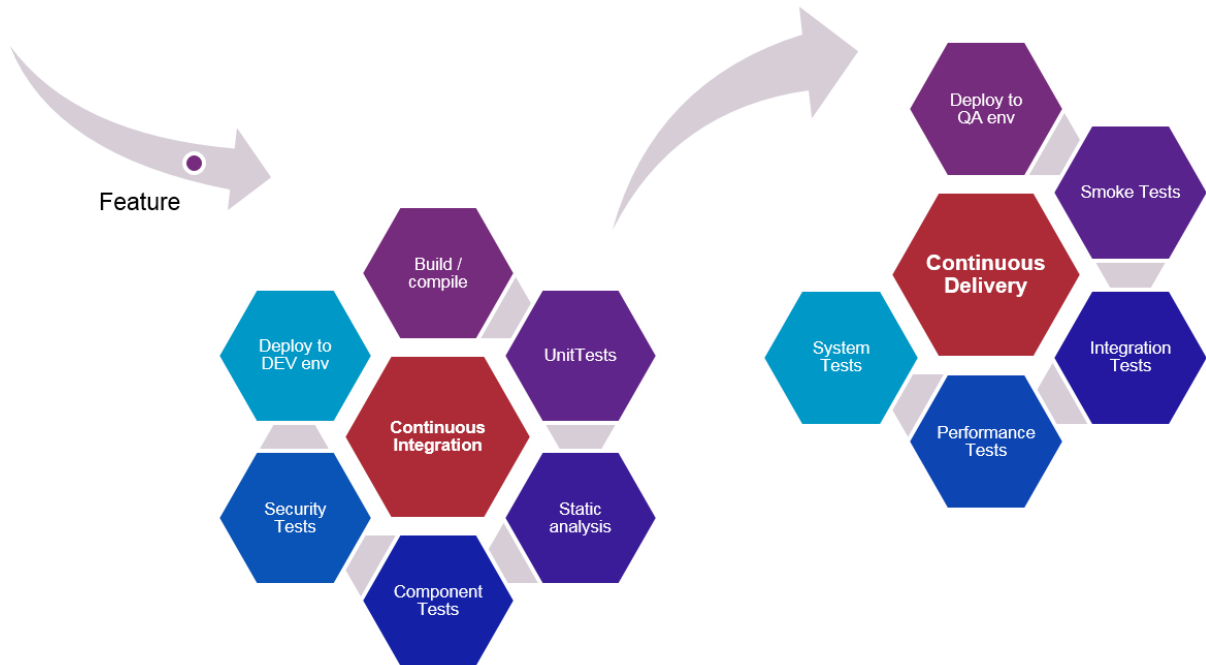 Feature
Build /
compile
UnitTests
Static
analysis
Component
Tests
Security
Tests
Deploy to
DEV env
Continuous
Integration
Deploy to
QA env
Smoke Tests
Integration
Tests
Performance
Tests
System
Tests
Continuous
Delivery